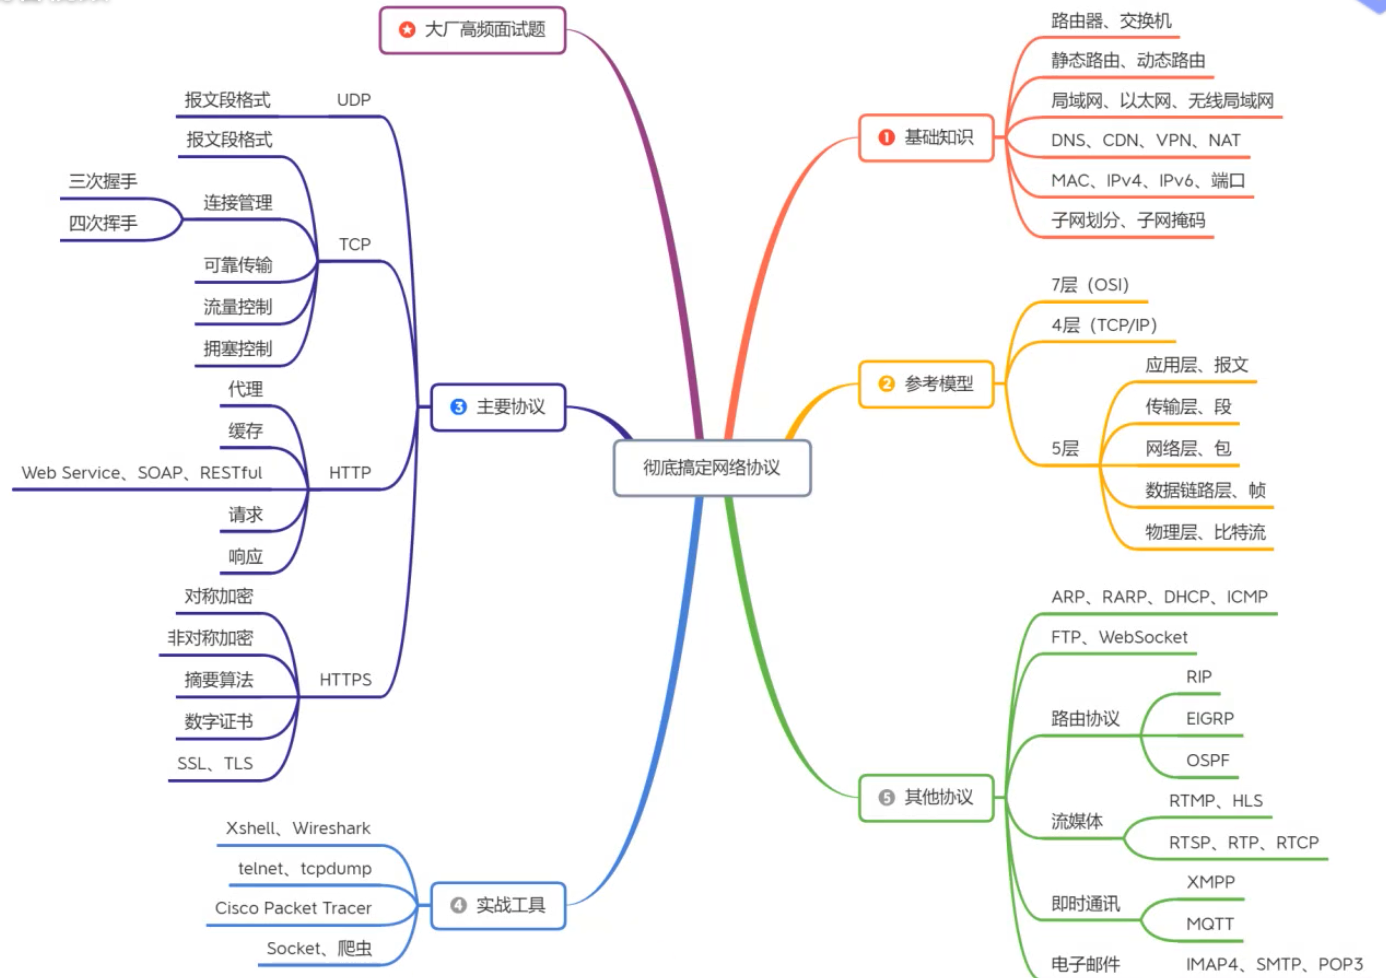 大厂高频面试题
彻底搞定网络协议
1 基础知识
路由器、交换机
静态路由、动态路由
局域网、以太网、无线局域网
DNS、CDN、VPN、NAT
MAC、IPv4、IPv6、端口
子网划分、子网掩码
2 参考模型
7层（OSI）
4层（TCP/IP）
5层
应用层、报文
传输层、段
网络层、包
数据链路层、帧
物理层、比特流
3 主要协议
UDP
报文段格式
TCP
报文段格式
连接管理
三次握手
四次挥手
可靠传输
流量控制
拥塞控制
HTTP
代理
缓存
Web Service、SOAP、RESTful
请求
响应
HTTPS
对称加密
非对称加密
摘要算法
数字证书
SSL、TLS
4 实战工具
Xshell、Wireshark
telnet、tcpdump
Cisco Packet Tracer
Socket、爬虫
5 其他协议
ARP、RARP、DHCP、ICMP
FTP、WebSocket
路由协议
RIP
EIGRP
OSPF
流媒体
RTMP、HLS
RTSP、RTP、RTCP
即时通讯
XMPP
MQTT
电子邮件
IMAP4、SMTP、POP3